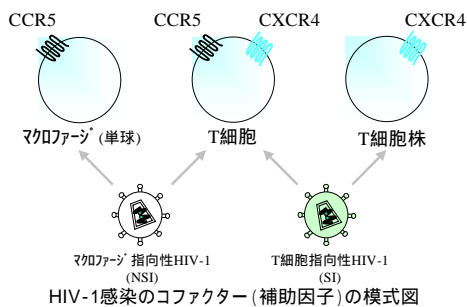 CCR5 CCR5 CXCR4 CXCR4
マクロファージ(単球) T細胞 T細胞株
マクロファージ指向性HIV-1 T細胞指向性HIV-1
(NSI) (SI)
HIV-1感染のコファクター(補助因子)の模式図